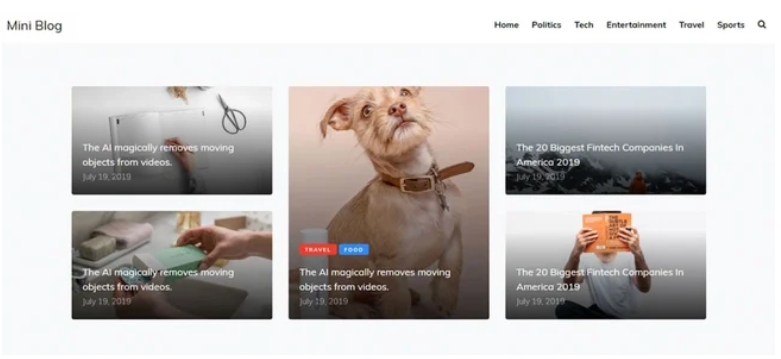 Mini Blog
Home Politics Tech Entertainment Travel Sports
The AI magically removes moving
objects from videos.
July 19, 2019
The AI magically removes moving
objects from videos.
July 19, 2019
TRAVEL FOOD
The AI magically removes moving
objects from videos.
July 19, 2019
The 20 Biggest Fintech Companies In
America 2019
July 19, 2019
The 20 Biggest Fintech Companies In
America 2019
July 19, 2019